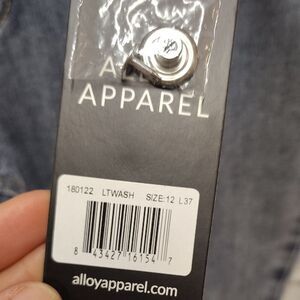 ALLOY
APPAREL
180122 LTWASH SIZE:12 L37
8 43427 16154 7
alloyapparel.com